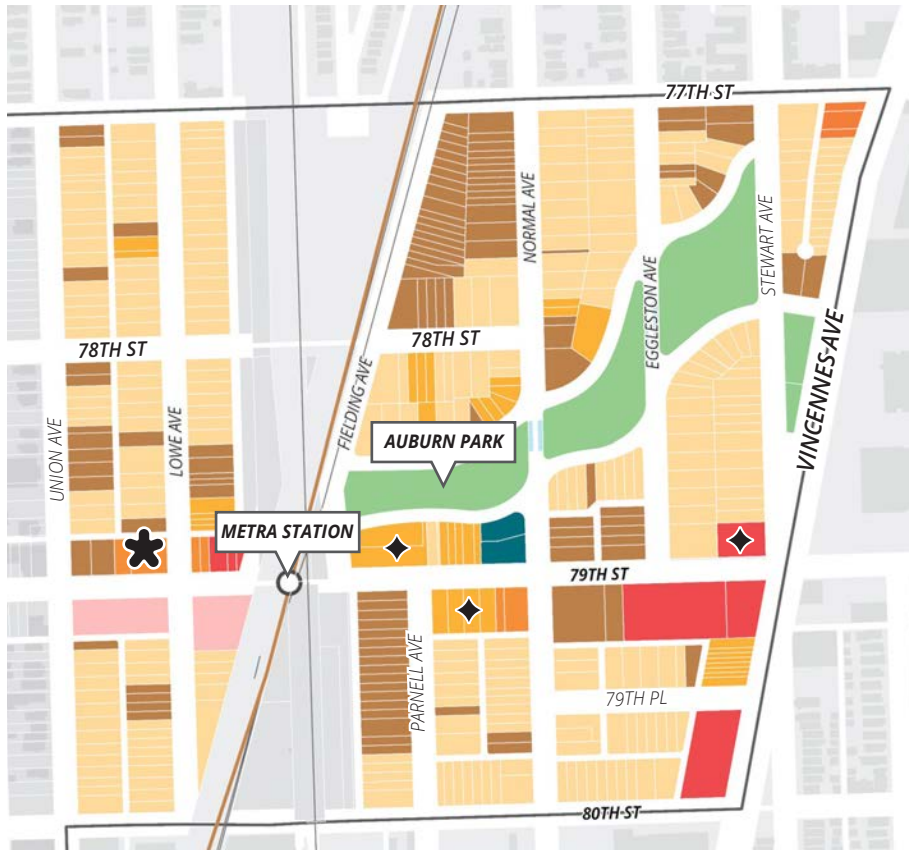 77TH ST
NORMAL AVE
STEWART AVE
EGGLESTON AVE
78TH ST
78TH ST
FIELDING AVE
VINCENNES AVE
UNION AVE
LOWE AVE
AUBURN PARK
METRA STATION
79TH ST
PARNELL AVE
79TH PL
80TH ST